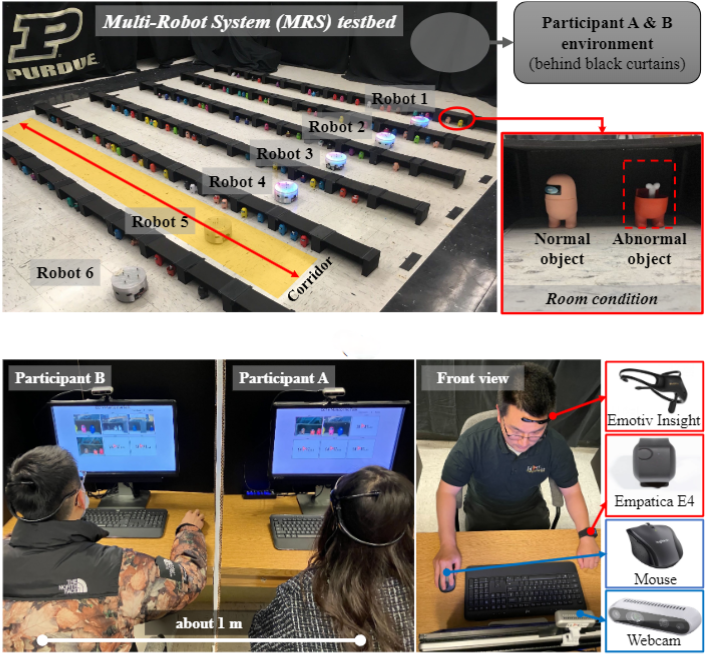 Multi-Robot System (MRS) testbed
P
PURDUE
Participant A & B
environment
(behind black curtains)
Robot 1
Robot 2
Robot 3
Robot 4
Robot 5
Robot 6
Corridor
Normal
object
Abnormal
object
Room condition
Participant B
Participant A
Front view
about 1 m
Emotiv Insight
Empatica E4
Mouse
Webcam